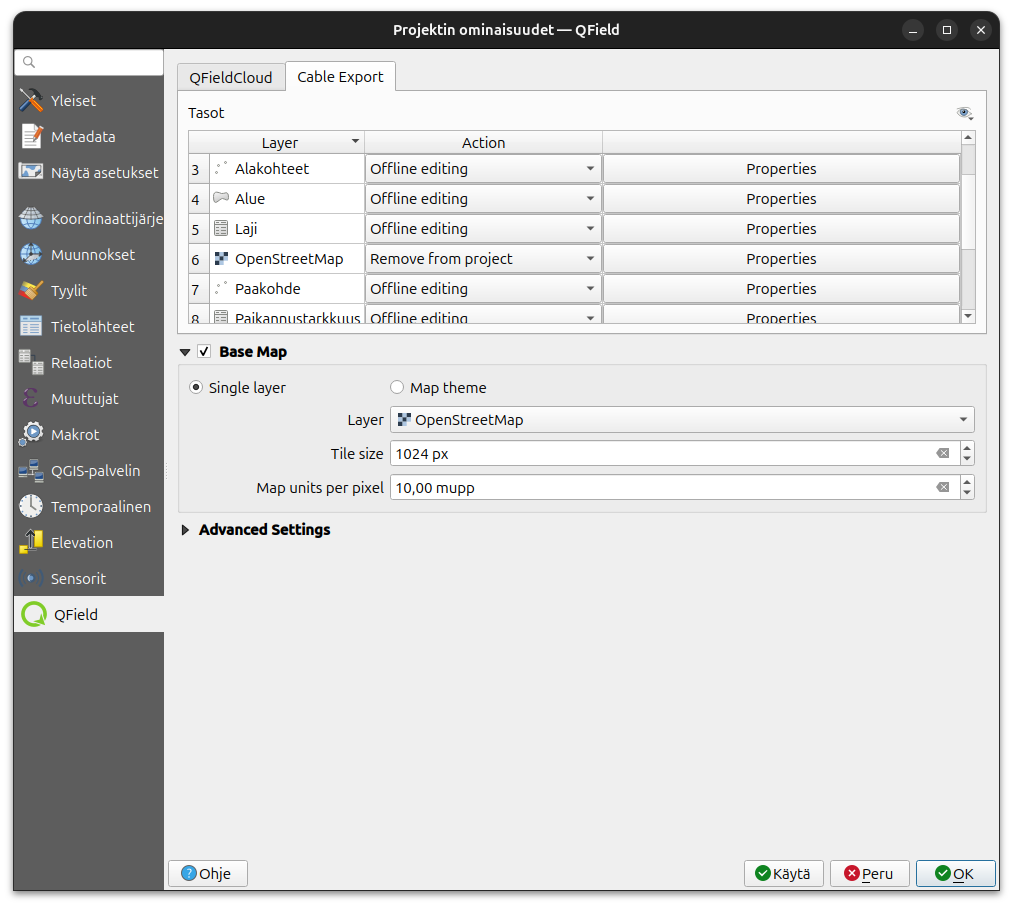 Projektin ominaisuudet — QField
Yleiset
Metadata
Näytä asetukset
Koordinaattijärje
Muunnokset
Tyylit
Tietolähteet
Relaatiot
Muuttujat
Makrot
QGIS-palvelin
Temporaalinen
Elevation
Sensorit
QField
QFieldCloud Cable Export
Tasot
Layer Action
3 Alakohteet Offline editing Properties
4 Alue Offline editing Properties
5 Laji Offline editing Properties
6 OpenStreetMap Remove from project Properties
7 Paakohde Offline editing Properties
8 Paikannustarkkuus Offline editing Properties
Base Map
Single layer Map theme
Layer OpenStreetMap
Tile size 1024 px
Map units per pixel 10,00 mupp
Advanced Settings
Ohje Käytä Peru OK